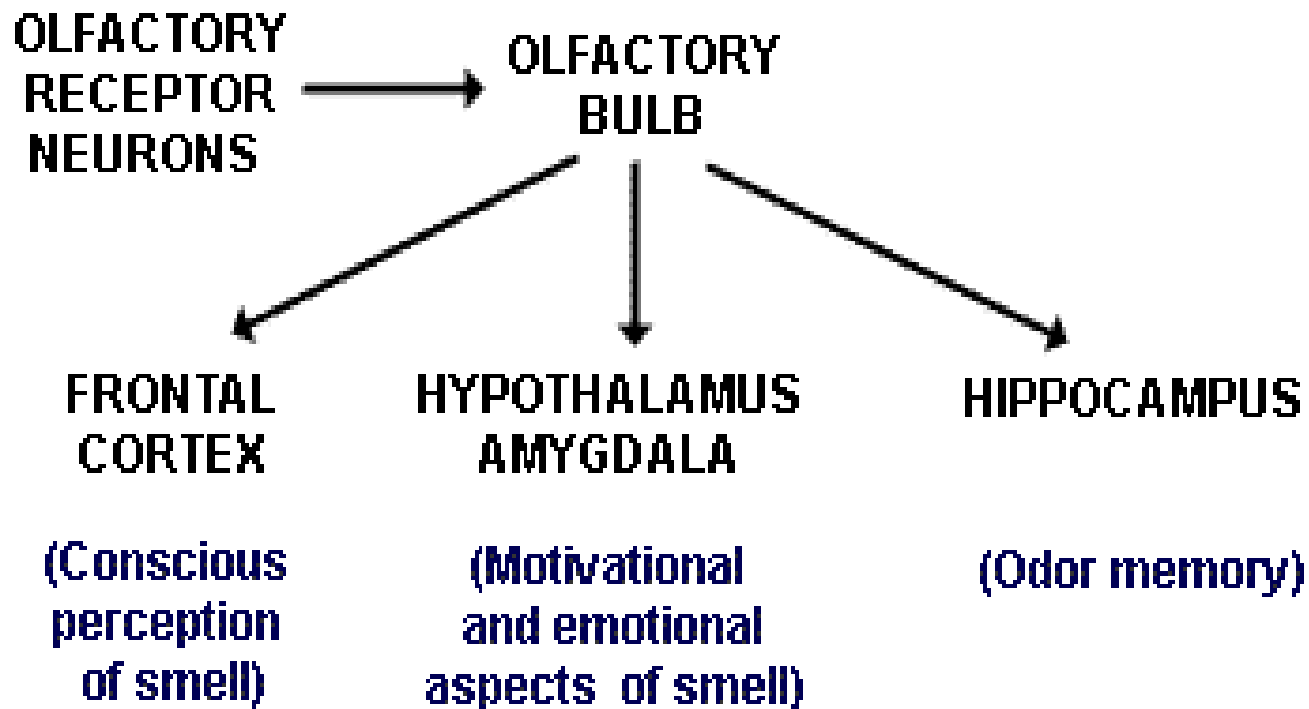 OLFACTORY
RECEPTOR
NEURONS
OLFACTORY
BULB
FRONTAL
CORTEX
HYPOTHALAMUS
AMYGDALA
HIPPOCAMPUS
(Conscious
perception
of smell)
(Motivational
and emotional
aspects of smell)
(Odor memory)